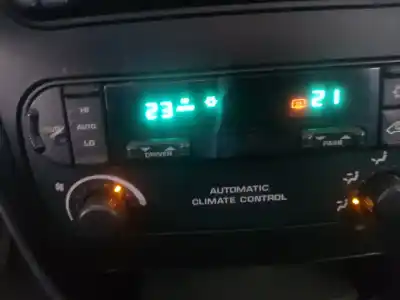 23
21
HI
AUTO
LO
DRIVER
PASS
AUTOMATIC
CLIMATE CONTROL